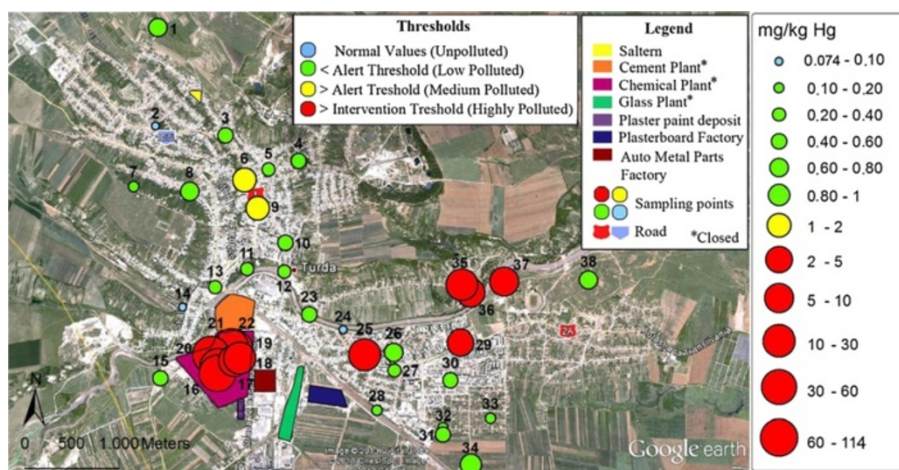 Thresholds
Normal Values (Unpolluted)
< Alert Threshold (Low Polluted)
> Alert Treshold (Medium Polluted)
> Intervention Treshold (Highly Polluted)
Legend
Saltern
Cement Plant*
Chemical Plant*
Glass Plant*
Plaster paint deposit
Plasterboard Factory
Auto Metal Parts
Factory
Sampling points
Road *Closed
mg/kg Hg
0.074 - 0.10
0.10 - 0.20
0.20 - 0.40
0.40 - 0.60
0.60 - 0.80
0.80 - 1
1 - 2
2 - 5
5 - 10
10 - 30
30 - 60
60 - 114
1
2
3
4
5
6
7
8
9
10
11
12
Turda
13
14
15
16
17
18
19
20
21
22
23
24
25
26
27
28
29
30
31
32
33
34
35
36
37
38
2A
N
0 500 1.000 Meters
Google earth